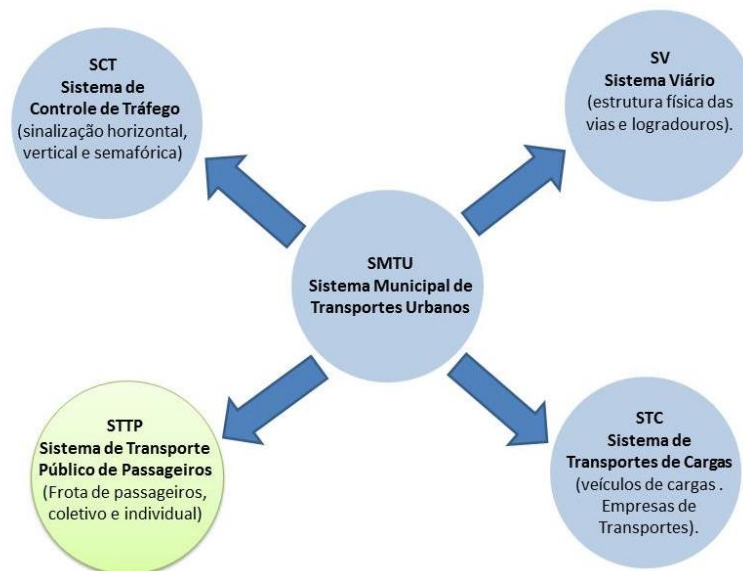 SCT
Sistema de
Controle de Tráfego
(sinalização horizontal,
vertical e semafórica)
SV
Sistema Viário
(estrutura física das
vias e logradouros).
SMTU
Sistema Municipal de
Transportes Urbanos
STTP
Sistema de Transporte
Público de Passageiros
(Frota de passageiros,
coletivo e individual)
STC
Sistema de
Transportes de Cargas
(veículos de cargas .
Empresas de
Transportes).